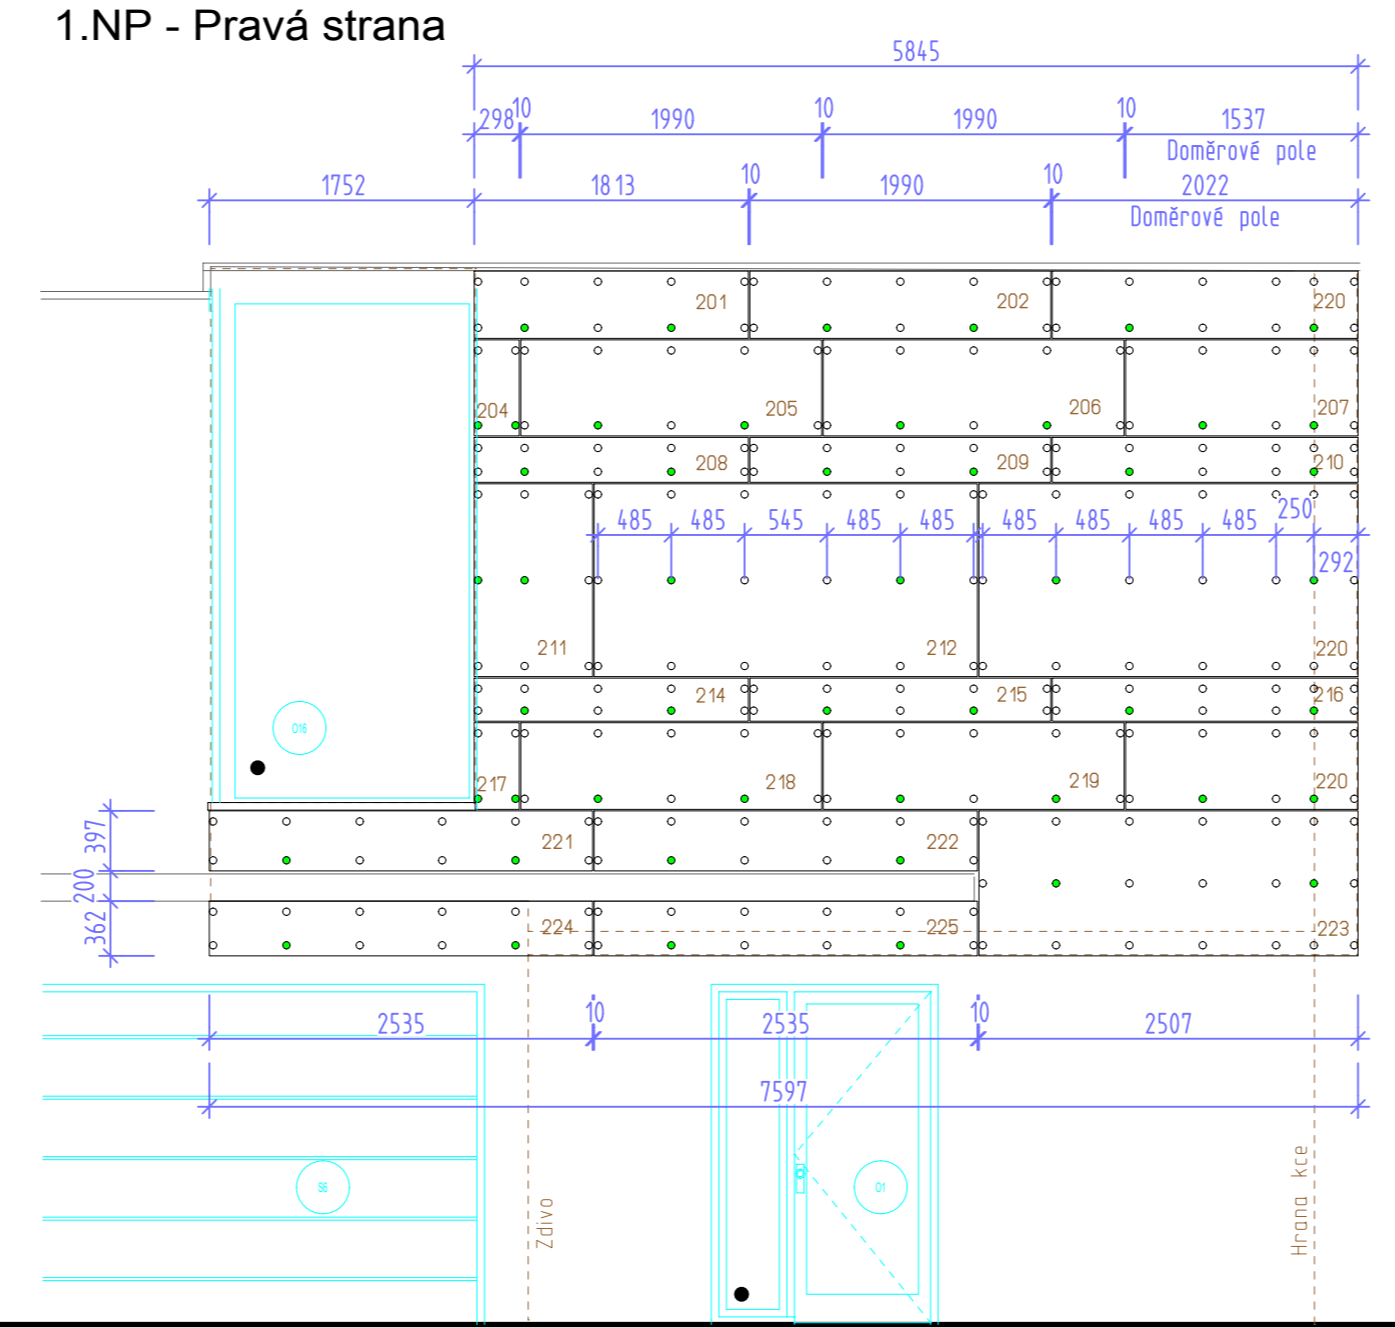 1.NP - Pravá strana
5845
298 10 1990 10 1990 10 1537
Doměrové pole
1752 1813 10 1990 10 2022
Doměrové pole
201 202 220
204 205 206 207
208 209 210
485 485 545 485 485 485 485 485 485 250
292
211 212 220
214 215 216
O16
217 218 219 220
397
221 222
200
362
224 225 223
2535 10 2535 10 2507
7597
S6 O1
Zdivo
Hrana kce